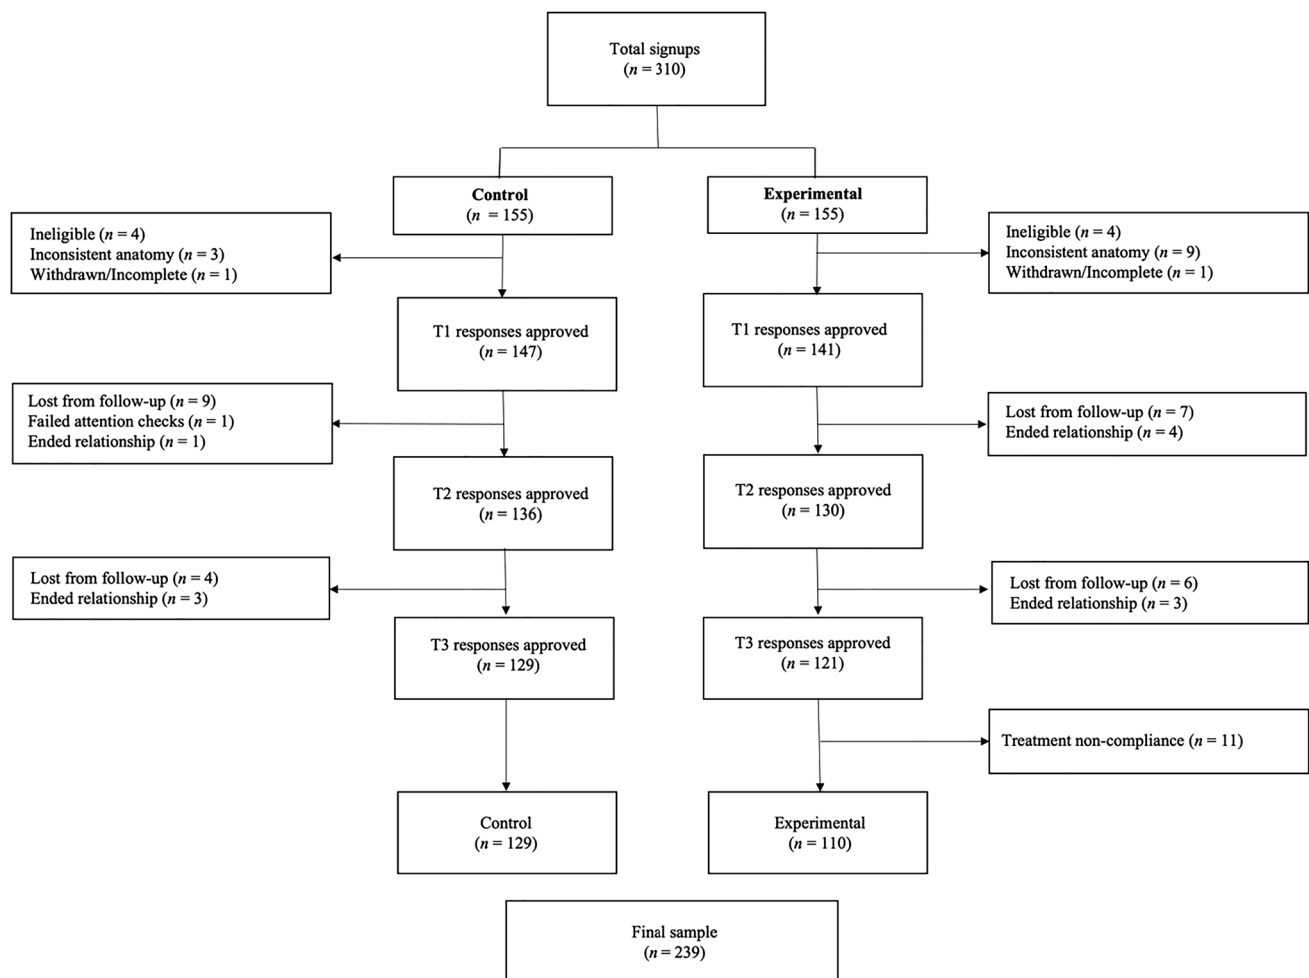 Total signups
(n = 310)
Control
(n = 155)
Experimental
(n = 155)
Ineligible (n = 4)
Inconsistent anatomy (n = 3)
Withdrawn/Incomplete (n = 1)
Ineligible (n = 4)
Inconsistent anatomy (n = 9)
Withdrawn/Incomplete (n = 1)
T1 responses approved
(n = 147)
T1 responses approved
(n = 141)
Lost from follow-up (n = 9)
Failed attention checks (n = 1)
Ended relationship (n = 1)
Lost from follow-up (n = 7)
Ended relationship (n = 4)
T2 responses approved
(n = 136)
T2 responses approved
(n = 130)
Lost from follow-up (n = 4)
Ended relationship (n = 3)
Lost from follow-up (n = 6)
Ended relationship (n = 3)
T3 responses approved
(n = 129)
T3 responses approved
(n = 121)
Treatment non-compliance (n = 11)
Control
(n = 129)
Experimental
(n = 110)
Final sample
(n = 239)